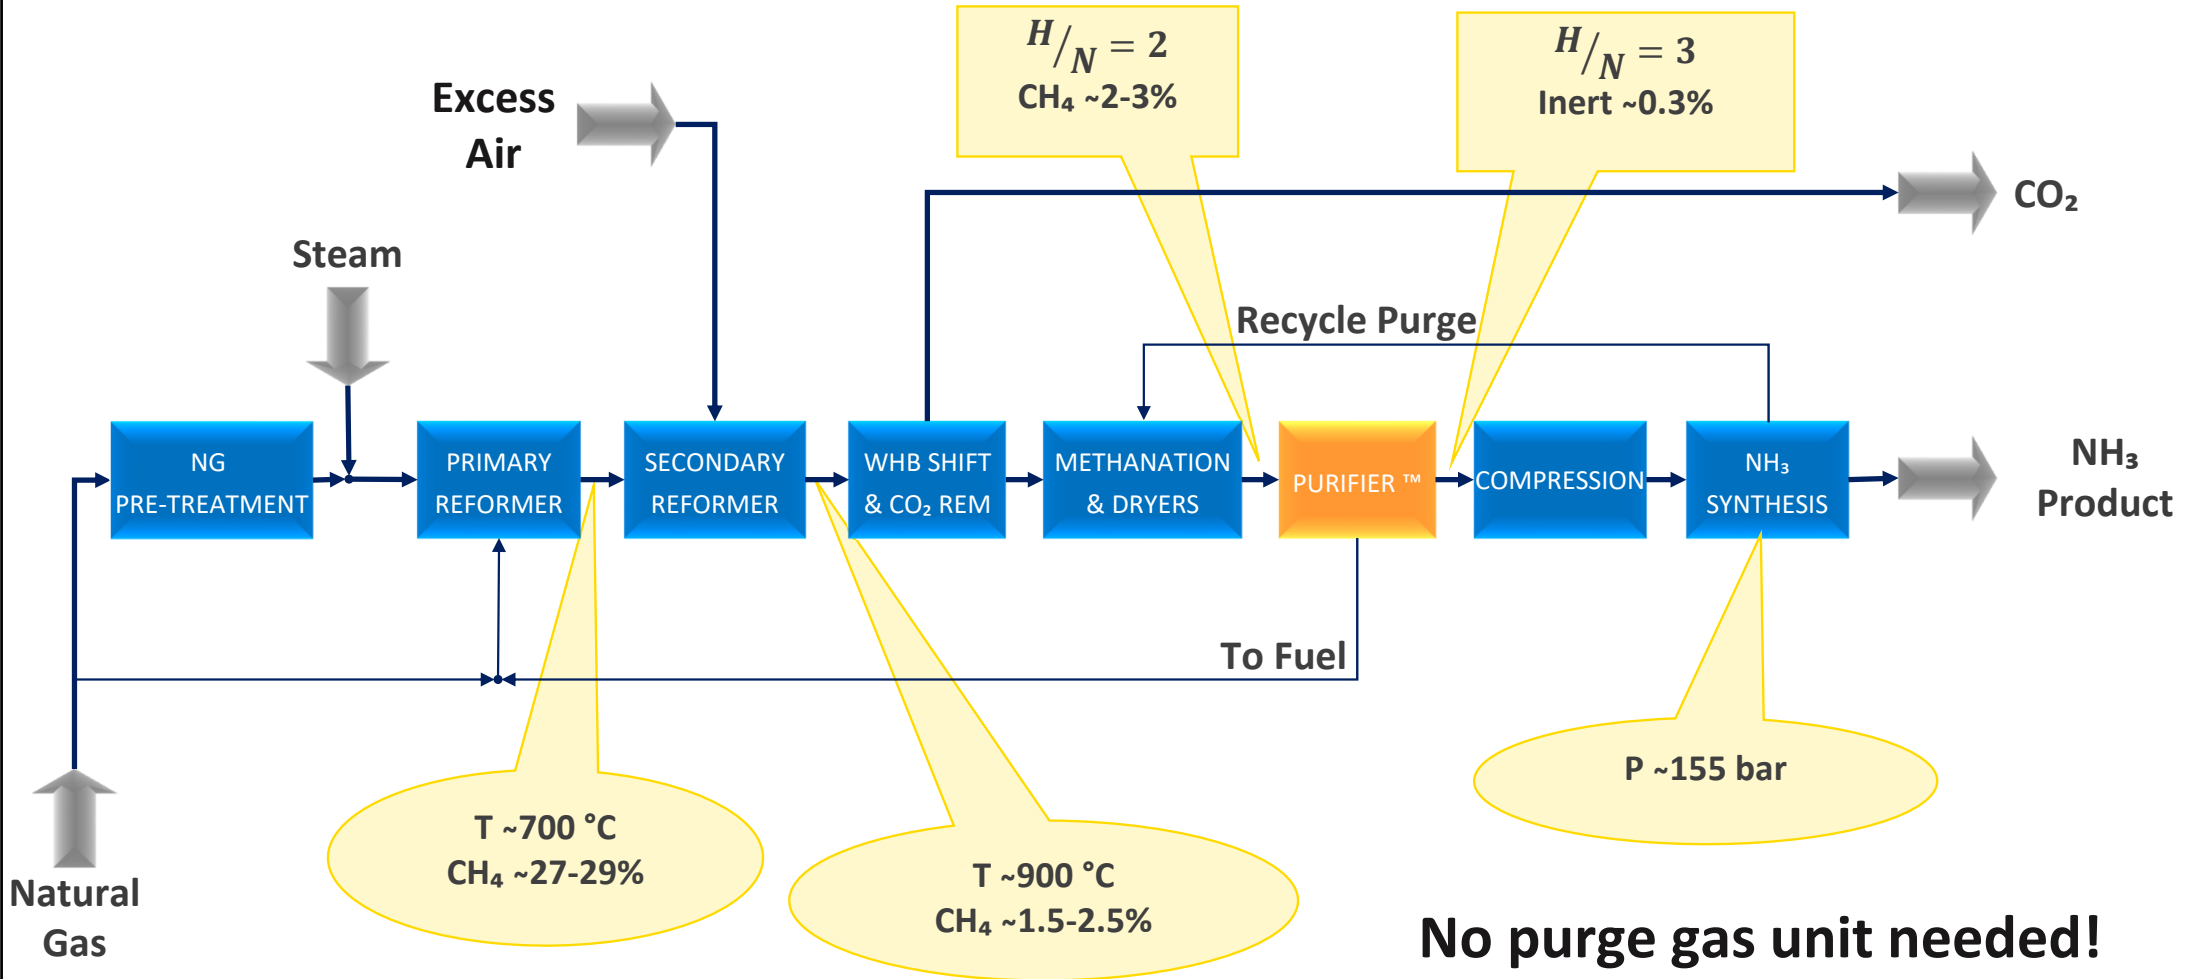 H/N = 2
CH₄ ~2-3%
H/N = 3
Inert ~0.3%
Excess
Air
CO₂
Steam
Recycle Purge
NG
PRE-TREATMENT
PRIMARY
REFORMER
SECONDARY
REFORMER
WHB SHIFT
& CO₂ REM
METHANATION
& DRYERS
PURIFIER ™
COMPRESSION
NH₃
SYNTHESIS
NH₃
Product
To Fuel
P ~155 bar
T ~700 °C
CH₄ ~27-29%
T ~900 °C
CH₄ ~1.5-2.5%
Natural
Gas
No purge gas unit needed!